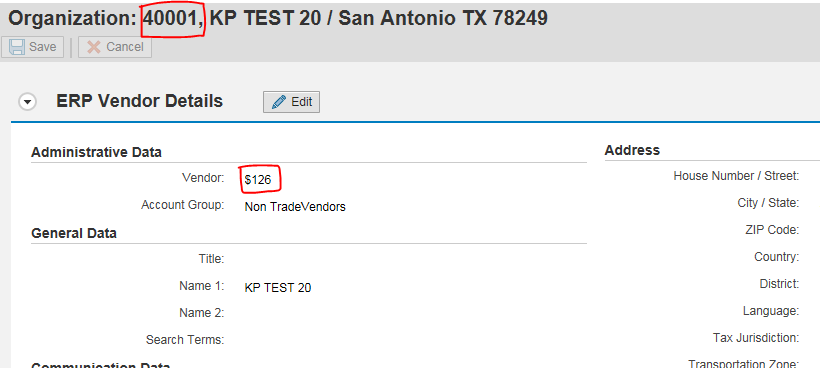 Organization: 40001, KP TEST 20 / San Antonio TX 78249
Save Cancel
ERP Vendor Details Edit
Administrative Data
Vendor: $126
Account Group: Non TradeVendors
General Data
Title:
Name 1: KP TEST 20
Name 2:
Search Terms:
Communication Data
Address
House Number / Street:
City / State:
ZIP Code:
Country:
District:
Language:
Tax Jurisdiction:
Transportation Zone: